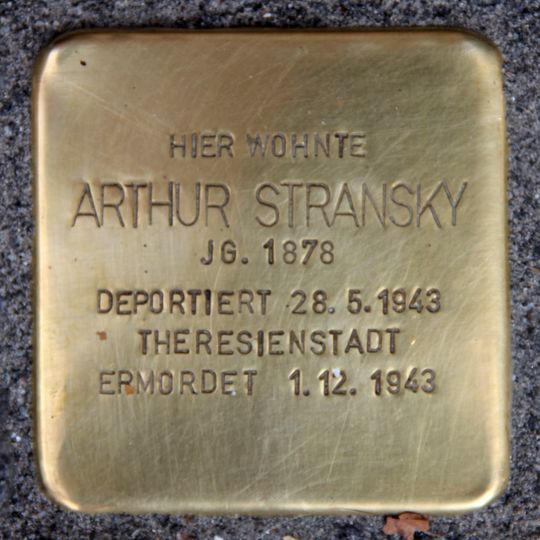 HIER WOHNTE
ARTHUR STRANSKY
JG. 1878
DEPORTIERT 28.5.1943
THERESIENSTADT
ERMORDET 1.12.1943